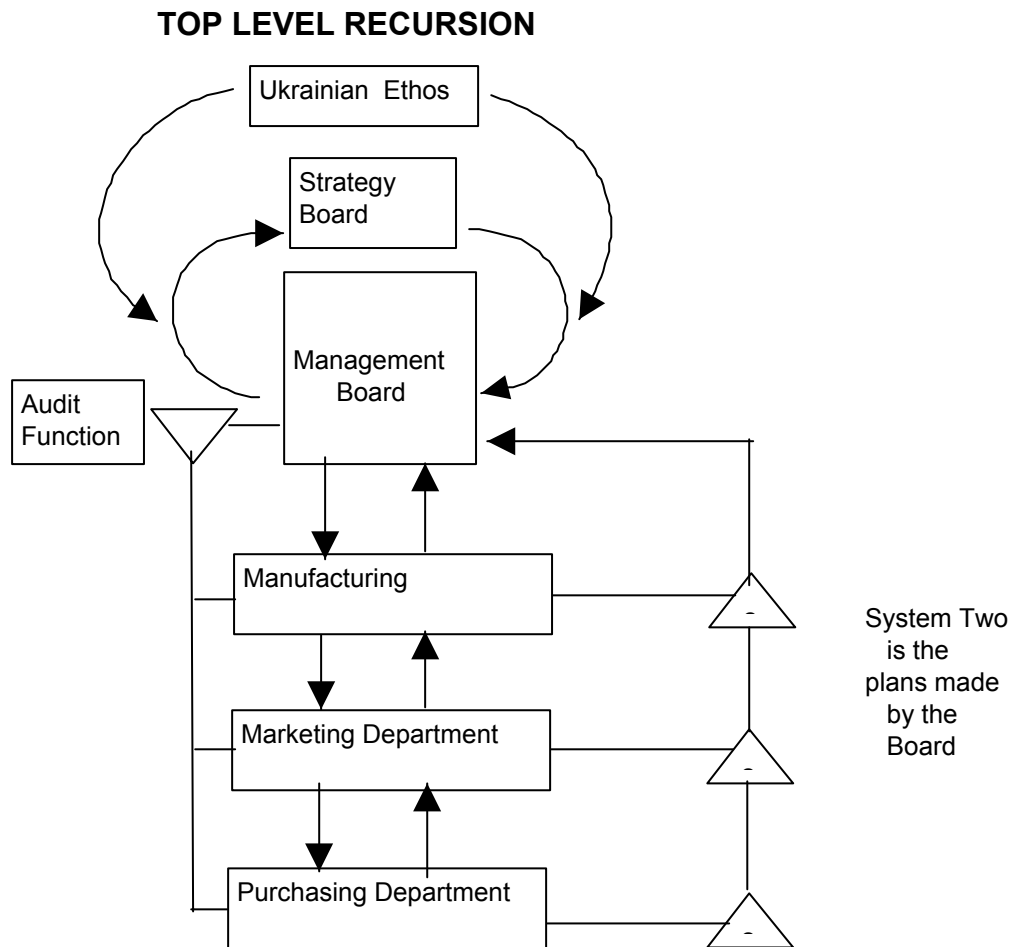 TOP LEVEL RECURSION
Ukrainian Ethos
Strategy
Board
Management
Board
Audit
Function
Manufacturing
System Two
is the
plans made
by the
Board
Marketing Department
Purchasing Department